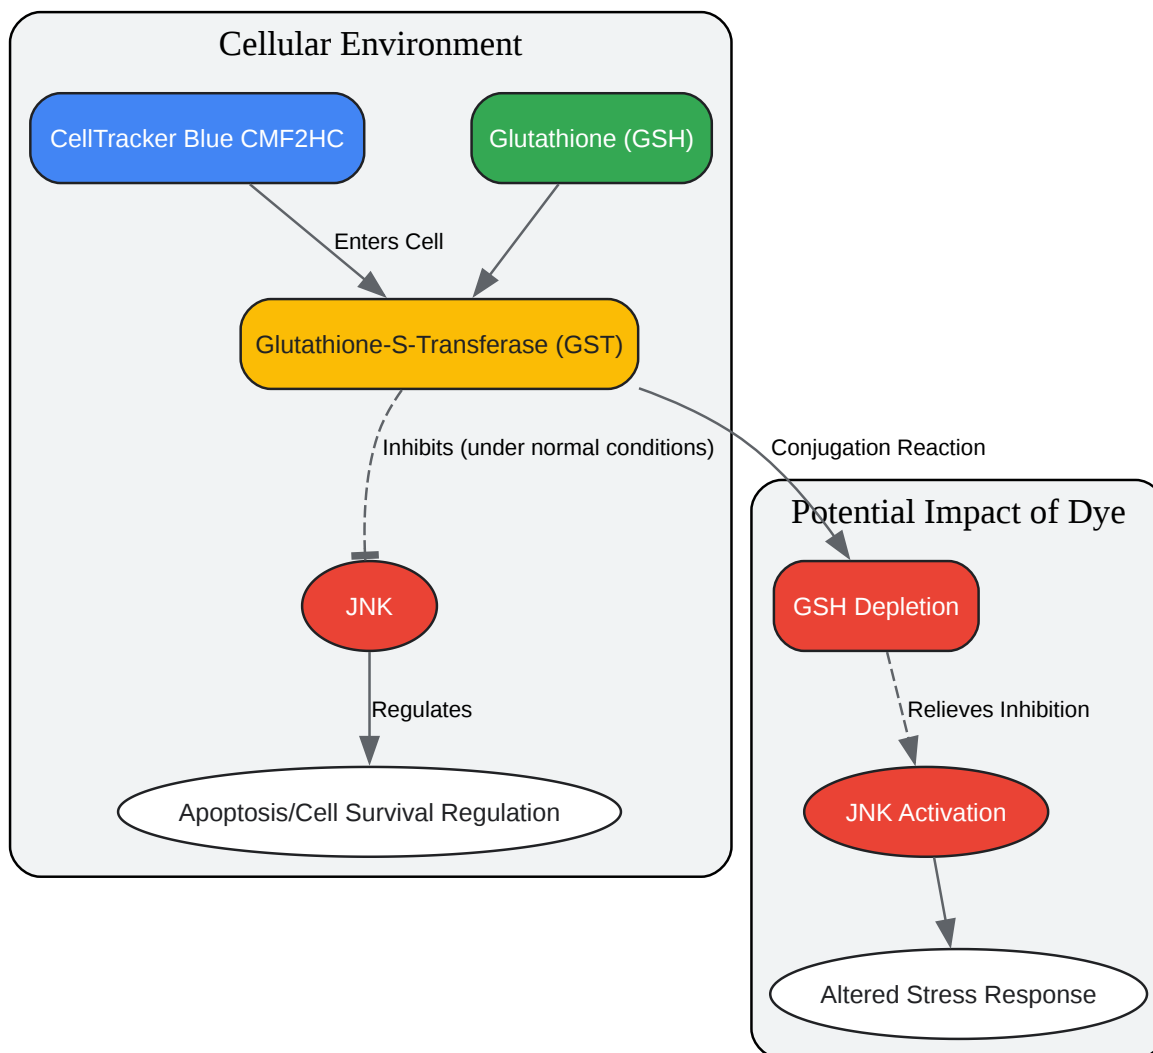 Cellular Environment
CellTracker Blue CMF2HC
Glutathione (GSH)
Enters Cell
Glutathione-S-Transferase (GST)
Inhibits (under normal conditions)
Conjugation Reaction
Potential Impact of Dye
JNK
GSH Depletion
Regulates
Relieves Inhibition
Apoptosis/Cell Survival Regulation
JNK Activation
Altered Stress Response